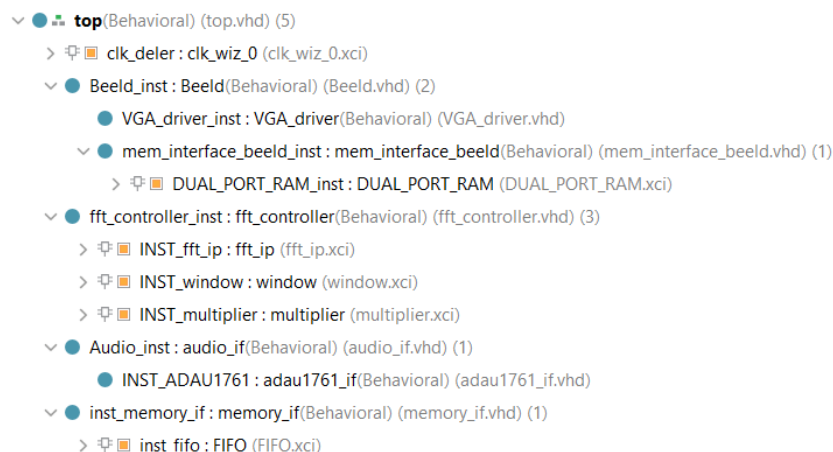 top(Behavioral) (top.vhd) (5)
clk_deler : clk_wiz_0 (clk_wiz_0.xci)
Beeld_inst : Beeld(Behavioral) (Beeld.vhd) (2)
VGA_driver_inst : VGA_driver(Behavioral) (VGA_driver.vhd)
mem_interface_beeld_inst : mem_interface_beeld(Behavioral) (mem_interface_beeld.vhd) (1)
DUAL_PORT_RAM_inst : DUAL_PORT_RAM (DUAL_PORT_RAM.xci)
fft_controller_inst : fft_controller(Behavioral) (fft_controller.vhd) (3)
INST_fft_ip : fft_ip (fft_ip.xci)
INST_window : window (window.xci)
INST_multiplier : multiplier (multiplier.xci)
Audio_inst : audio_if(Behavioral) (audio_if.vhd) (1)
INST_ADAU1761 : adau1761_if(Behavioral) (adau1761_if.vhd)
inst_memory_if : memory_if(Behavioral) (memory_if.vhd) (1)
inst_fifo : FIFO (FIFO.xci)